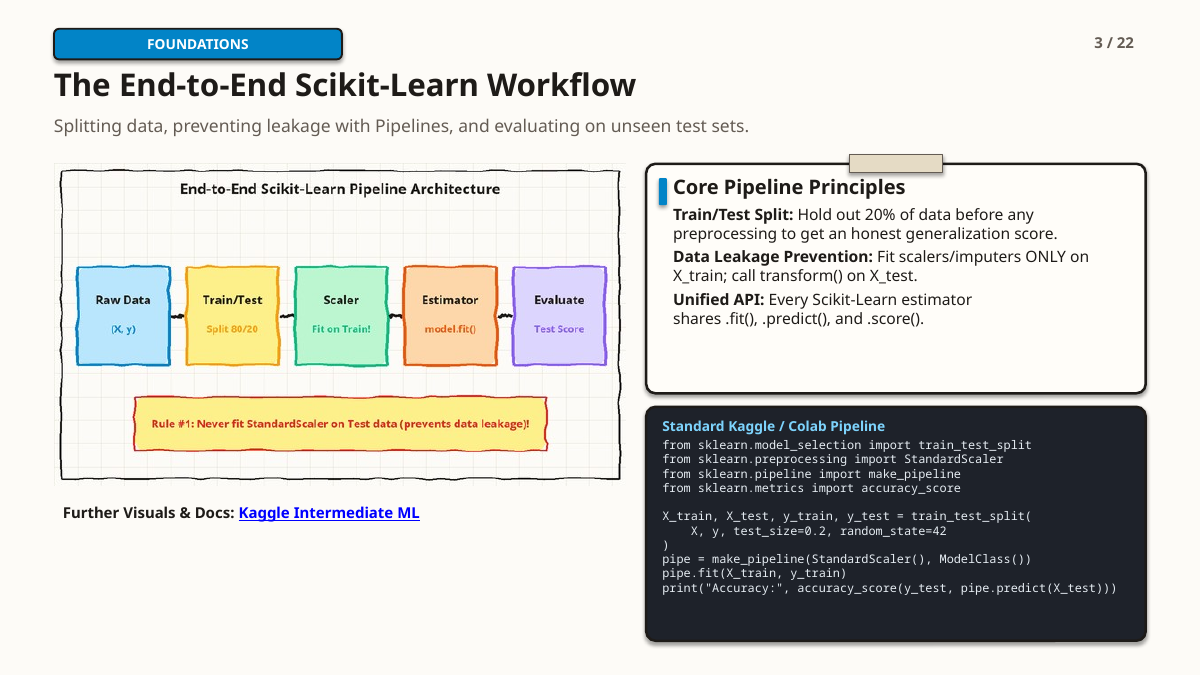 FOUNDATIONS
3 / 22
The End-to-End Scikit-Learn Workflow
Splitting data, preventing leakage with Pipelines, and evaluating on unseen test sets.
End-to-End Scikit-Learn Pipeline Architecture
Raw Data
(X, y)
Train/Test
Split 80/20
Scaler
Fit on Train!
Estimator
model.fit()
Evaluate
Test Score
Rule #1: Never fit StandardScaler on Test data (prevents data leakage)!
Further Visuals & Docs: Kaggle Intermediate ML
Core Pipeline Principles
Train/Test Split: Hold out 20% of data before any
preprocessing to get an honest generalization score.
Data Leakage Prevention: Fit scalers/imputers ONLY on
X_train; call transform() on X_test.
Unified API: Every Scikit-Learn estimator
shares .fit(), .predict(), and .score().
Standard Kaggle / Colab Pipeline
from sklearn.model_selection import train_test_split
from sklearn.preprocessing import StandardScaler
from sklearn.pipeline import make_pipeline
from sklearn.metrics import accuracy_score
X_train, X_test, y_train, y_test = train_test_split(
    X, y, test_size=0.2, random_state=42
)
pipe = make_pipeline(StandardScaler(), ModelClass())
pipe.fit(X_train, y_train)
print("Accuracy:", accuracy_score(y_test, pipe.predict(X_test)))